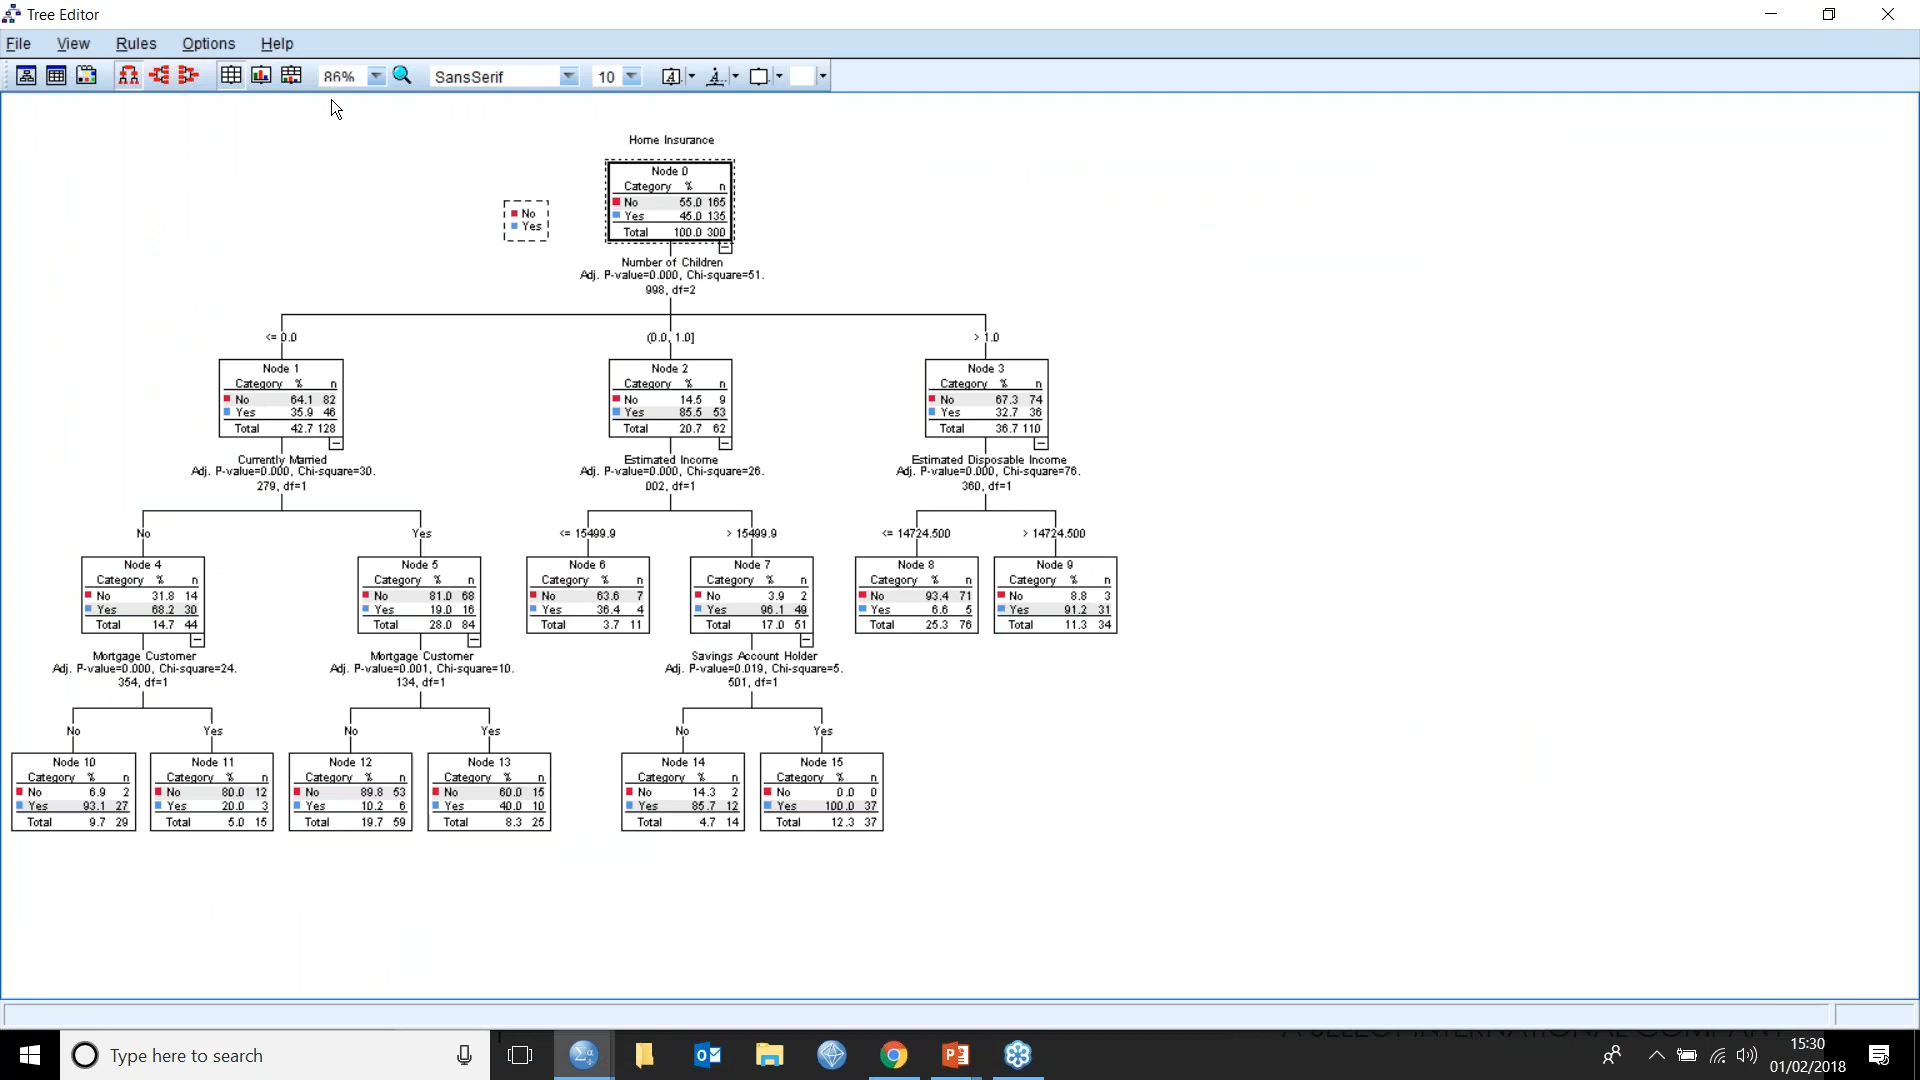 Tree Editor
File View Rules Options Help
86% SansSerif 10
Home Insurance
Node 0
Category % n
No 55.0 165
Yes 45.0 135
Total 100.0 300
No
Yes
Number of Children
Adj. P-value=0.000, Chi-square=51.
998, df=2
<= 0.0
(0.0, 1.0]
> 1.0
Node 1
Category % n
No 64.1 82
Yes 35.9 46
Total 42.7 128
Node 2
Category % n
No 14.5 9
Yes 85.5 53
Total 20.7 62
Node 3
Category % n
No 67.3 74
Yes 32.7 36
Total 36.7 110
Currently Married
Adj. P-value=0.000, Chi-square=30.
279, df=1
Estimated Income
Adj. P-value=0.000, Chi-square=26.
002, df=1
Estimated Disposable Income
Adj. P-value=0.000, Chi-square=76.
360, df=1
No
Yes
<= 15499.9
> 15499.9
<= 14724.500
> 14724.500
Node 4
Category % n
No 31.8 14
Yes 68.2 30
Total 14.7 44
Node 5
Category % n
No 81.0 68
Yes 19.0 16
Total 28.0 84
Node 6
Category % n
No 63.6 7
Yes 36.4 4
Total 3.7 11
Node 7
Category % n
No 3.9 2
Yes 96.1 49
Total 17.0 51
Node 8
Category % n
No 93.4 71
Yes 6.6 5
Total 25.3 76
Node 9
Category % n
No 8.8 3
Yes 91.2 31
Total 11.3 34
Mortgage Customer
Adj. P-value=0.000, Chi-square=24.
354, df=1
Mortgage Customer
Adj. P-value=0.001, Chi-square=10.
134, df=1
Savings Account Holder
Adj. P-value=0.019, Chi-square=5.
501, df=1
No
Yes
No
Yes
No
Yes
Node 10
Category % n
No 6.9 2
Yes 93.1 27
Total 9.7 29
Node 11
Category % n
No 80.0 12
Yes 20.0 3
Total 5.0 15
Node 12
Category % n
No 89.8 53
Yes 10.2 6
Total 19.7 59
Node 13
Category % n
No 60.0 15
Yes 40.0 10
Total 8.3 25
Node 14
Category % n
No 14.3 2
Yes 85.7 12
Total 4.7 14
Node 15
Category % n
No 0.0 0
Yes 100.0 37
Total 12.3 37
Type here to search
15:30
01/02/2018